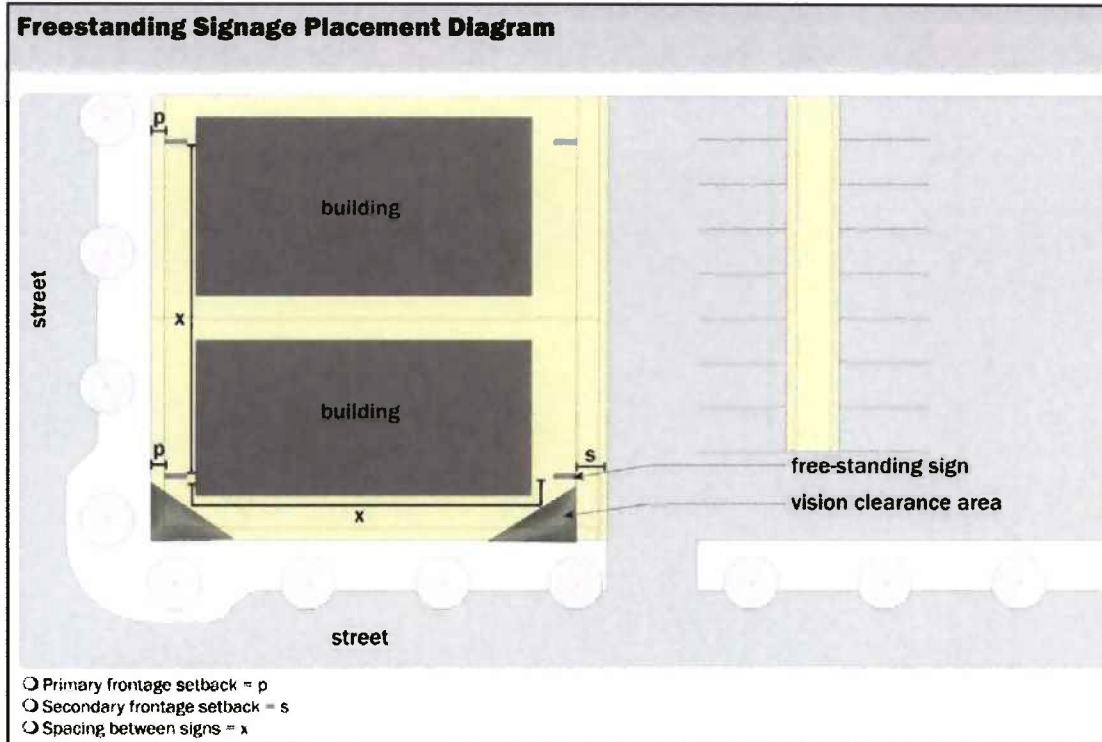 Freestanding Signage Placement Diagram
p
building
street
x
building
p
s
free-standing sign
vision clearance area
x
street
Primary frontage setback = p
Secondary frontage setback = s
Spacing between signs = x